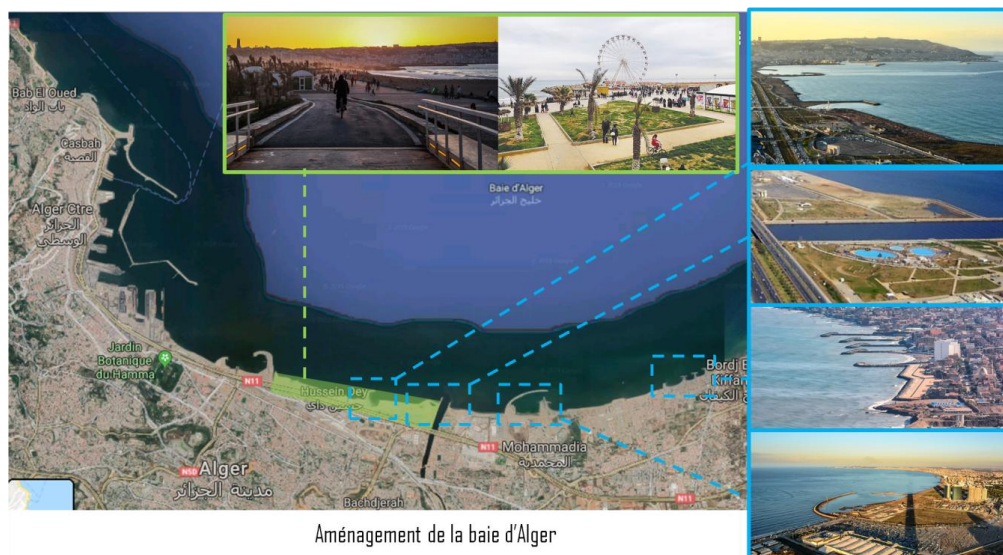 Bab El Oued
باب الواد
Casbah
القصبة
Alger Ctre
الجزائر
الوسطى
Baie d'Alger
خليج الجزائر
Jardin
Botanique
du Hamma
N11
Hussein Dey
حسين داي
Bordj E
Kiffan
ج الكيفان
Mohammadia
المحمدية
N11
N5D
Alger
مدينة الجزائر
Bachdjerah
N11
Aménagement de la baie d'Alger